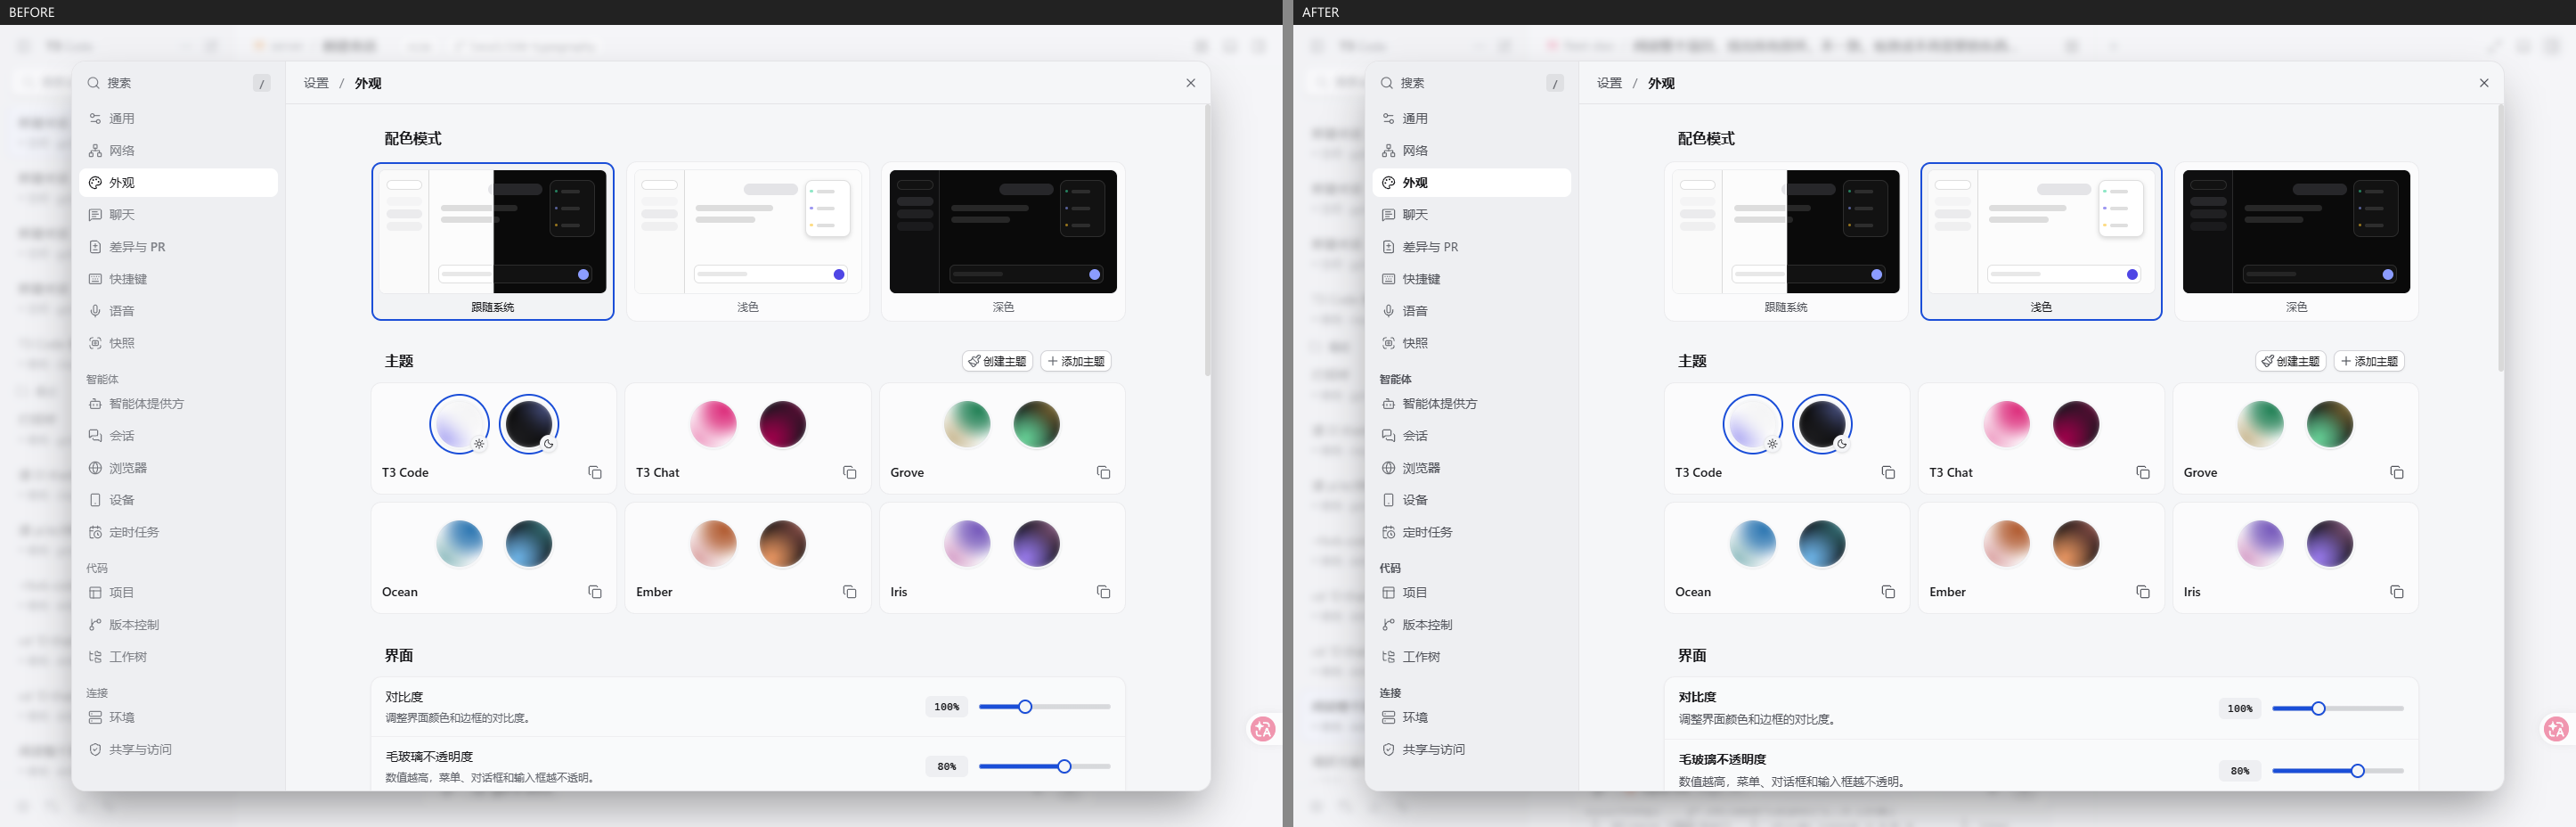 BEFORE
搜索
/
通用
网络
外观
聊天
差异与 PR
快捷键
语音
快照
智能体
智能体提供方
会话
浏览器
设备
定时任务
代码
项目
版本控制
工作树
连接
环境
共享与访问
设置 / 外观
配色模式
跟随系统
浅色
深色
主题
创建主题
添加主题
T3 Code
T3 Chat
Grove
Ocean
Ember
Iris
界面
对比度
调整界面颜色和边框的对比度。
100%
毛玻璃不透明度
数值越高，菜单、对话框和输入框越不透明。
80%
AFTER
搜索
/
通用
网络
外观
聊天
差异与 PR
快捷键
语音
快照
智能体
智能体提供方
会话
浏览器
设备
定时任务
代码
项目
版本控制
工作树
连接
环境
共享与访问
设置 / 外观
配色模式
跟随系统
浅色
深色
主题
创建主题
添加主题
T3 Code
T3 Chat
Grove
Ocean
Ember
Iris
界面
对比度
调整界面颜色和边框的对比度。
100%
毛玻璃不透明度
数值越高，菜单、对话框和输入框越不透明。
80%